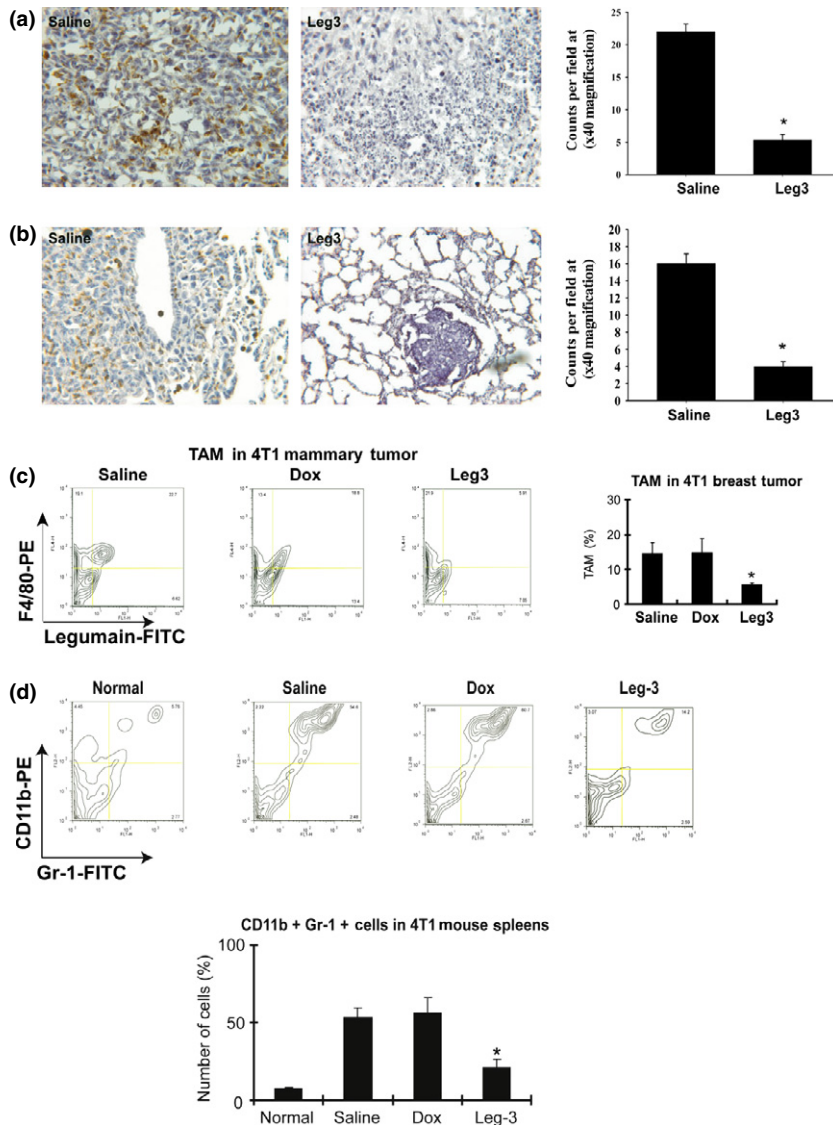 (a)
Saline
Leg3
Counts per field at
(x40 magnification)
25
20
15
10
5
0
*
Saline
Leg3
(b)
Saline
Leg3
Counts per field at
(x40 magnification)
18
16
14
12
10
8
6
4
2
0
*
Saline
Leg3
(c)
TAM in 4T1 mammary tumor
Saline
Dox
Leg3
F4/80-PE
Legumain-FITC
TAM in 4T1 breast tumor
TAM (%)
30
20
10
0
*
Saline
Dox
Leg3
(d)
Normal
Saline
Dox
Leg-3
CD11b-PE
Gr-1-FITC
CD11b + Gr-1 + cells in 4T1 mouse spleens
Number of cells (%)
100
50
0
*
Normal
Saline
Dox
Leg-3